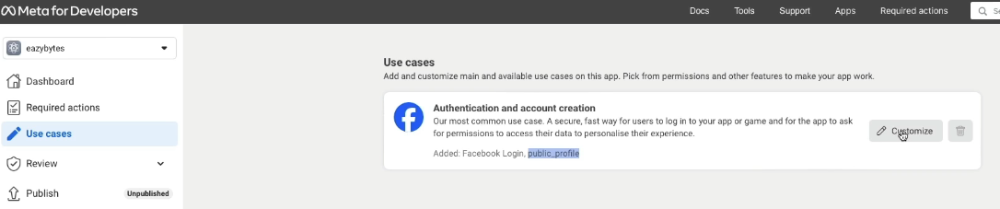 Meta for Developers
Docs Tools Support Apps Required actions
eazybytes
Dashboard
Required actions
Use cases
Review
Publish Unpublished
Use cases
Add and customize main and available use cases on this app. Pick from permissions and other features to make your app work.
Authentication and account creation
Our most common use case. A secure, fast way for users to log in to your app or game and for the app to ask
for permissions to access their data to personalise their experience.
Customize
Added: Facebook Login, public_profile